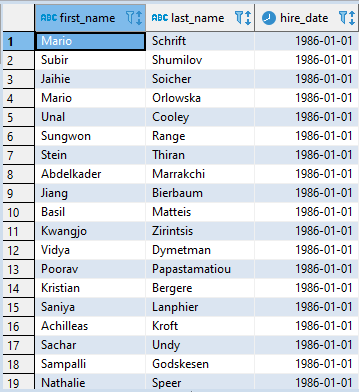 ABC first_name ABC last_name hire_date
1 Mario Schrift 1986-01-01
2 Subir Shumilov 1986-01-01
3 Jaihie Soicher 1986-01-01
4 Mario Orlowska 1986-01-01
5 Unal Cooley 1986-01-01
6 Sungwon Range 1986-01-01
7 Stein Thiran 1986-01-01
8 Abdelkader Marrakchi 1986-01-01
9 Jiang Bierbaum 1986-01-01
10 Basil Matteis 1986-01-01
11 Kwangjo Zirintsis 1986-01-01
12 Vidya Dymetman 1986-01-01
13 Poorav Papastamatiou 1986-01-01
14 Kristian Bergere 1986-01-01
15 Saniya Lanphier 1986-01-01
16 Achilleas Kroft 1986-01-01
17 Sachar Undy 1986-01-01
18 Sampalli Godskesen 1986-01-01
19 Nathalie Speer 1986-01-01